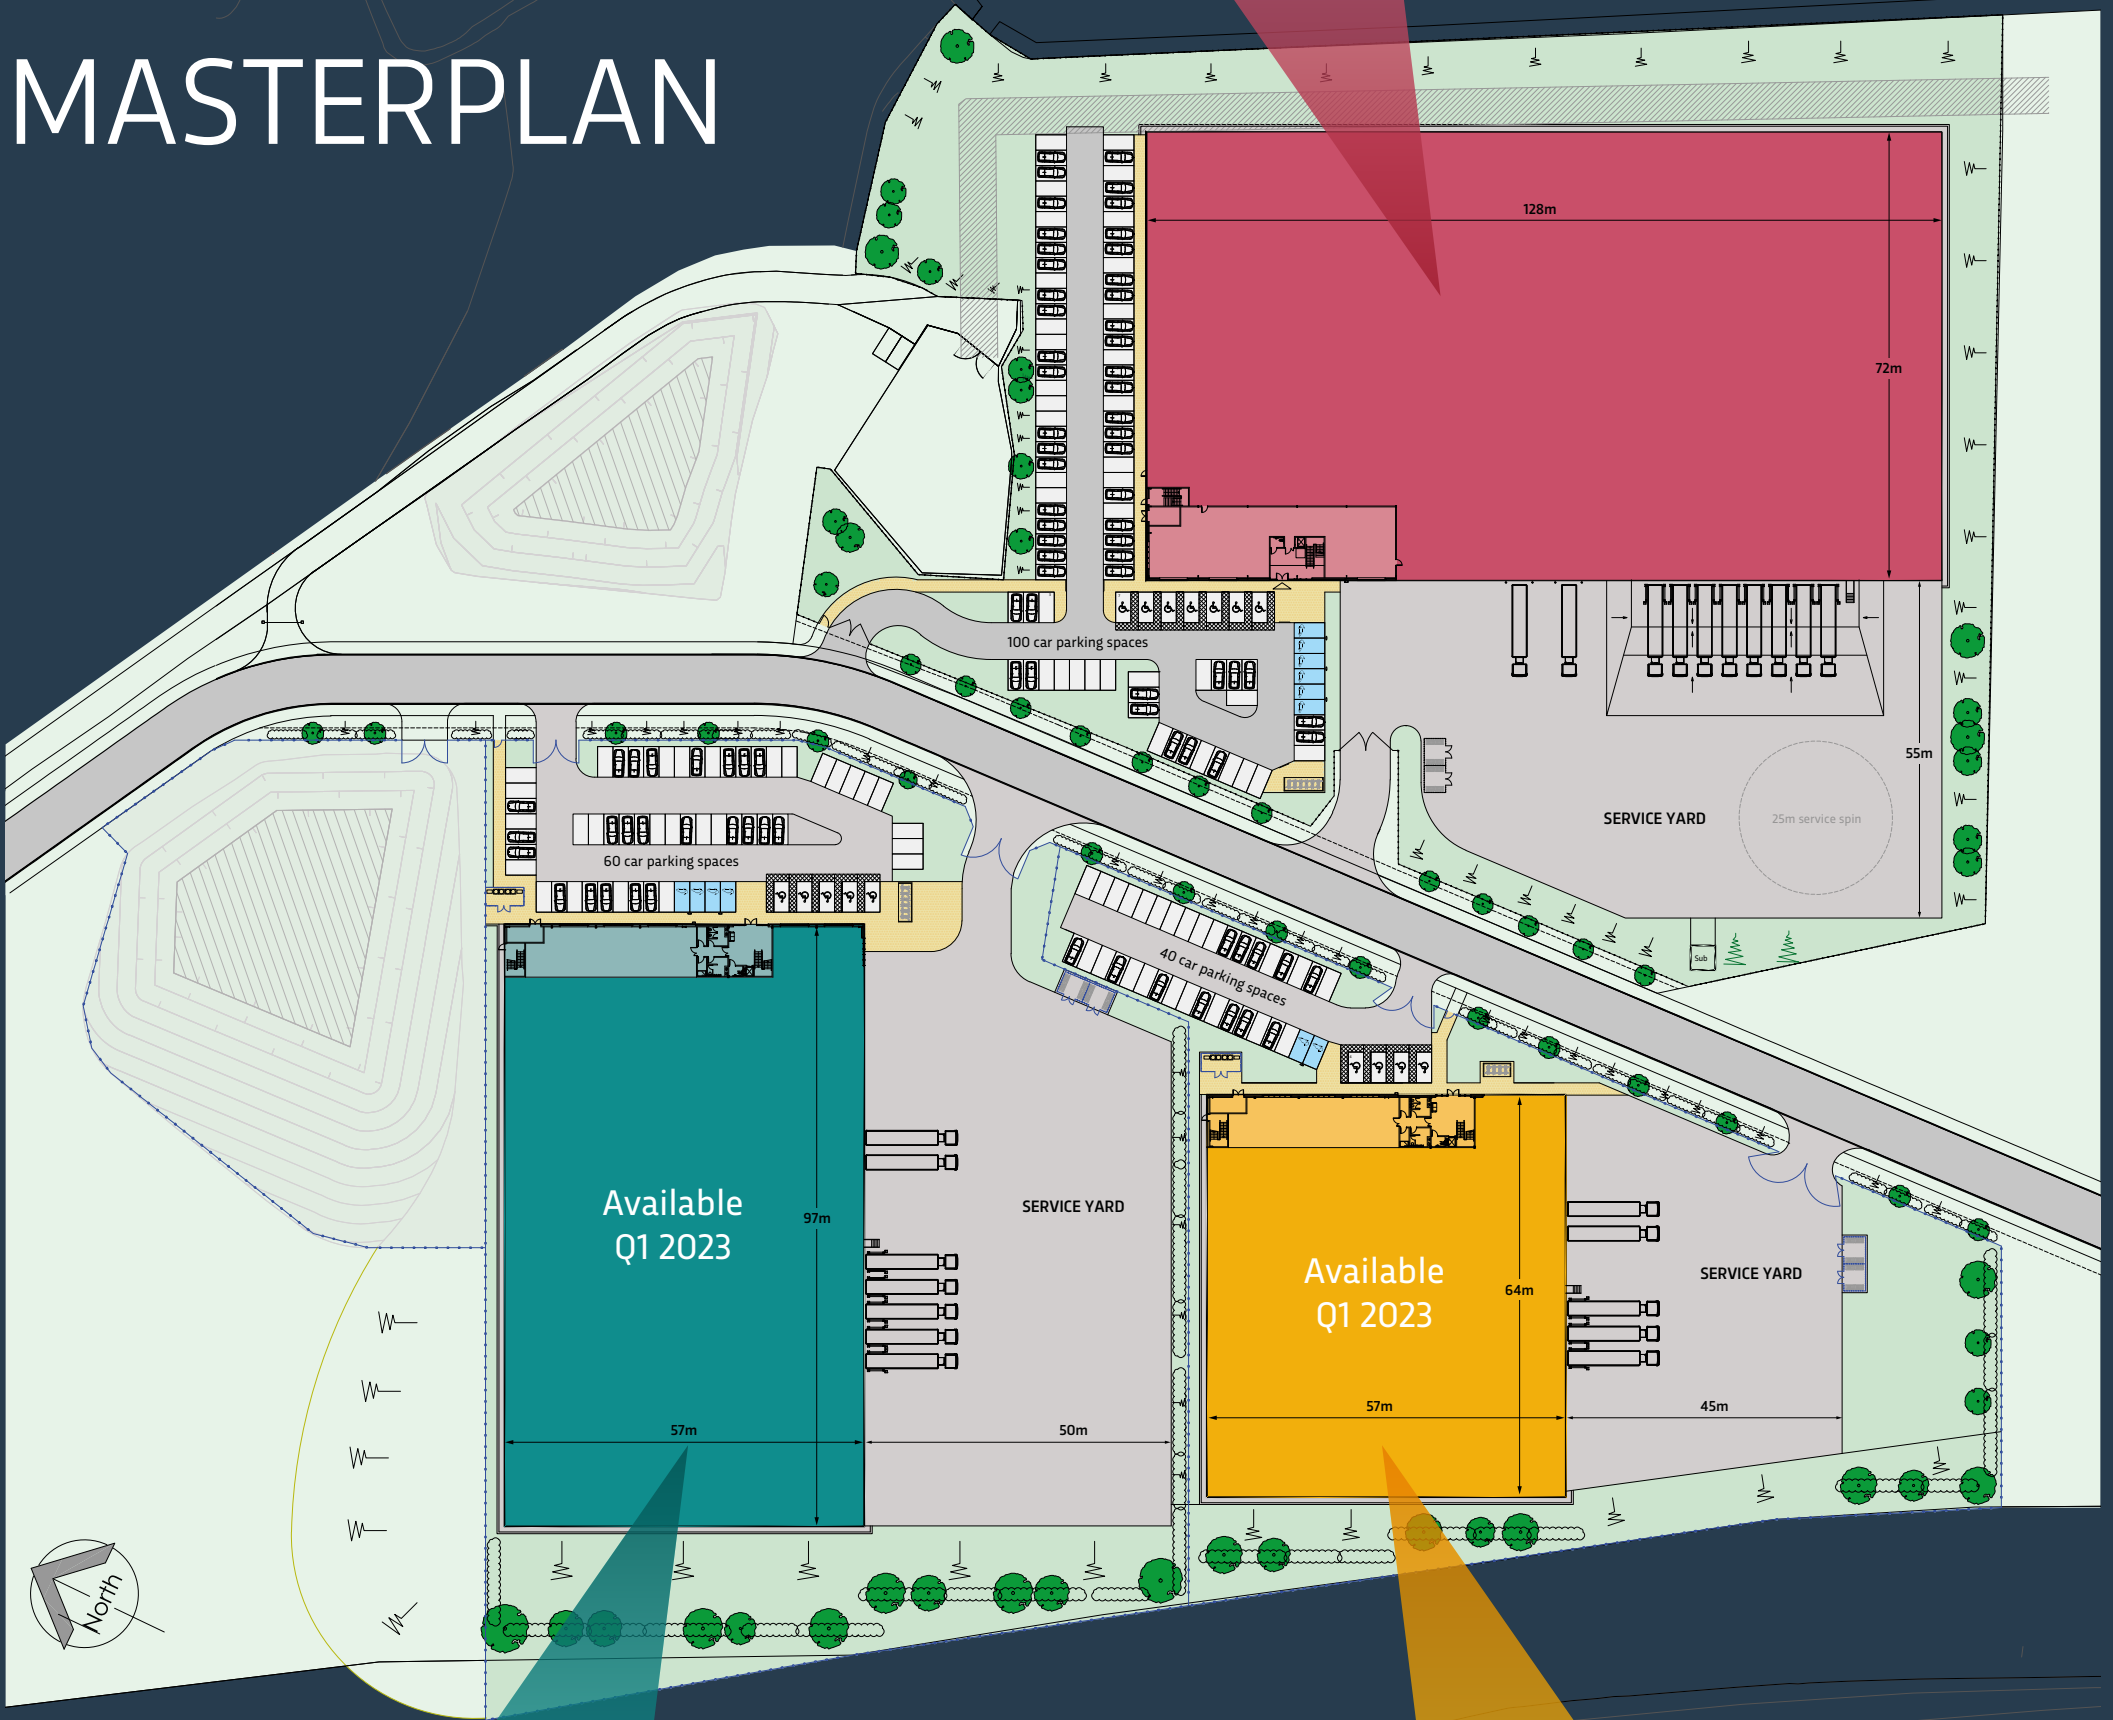 MASTERPLAN
128m
72m
100 car parking spaces
55m
SERVICE YARD
25m service spin
Sub
60 car parking spaces
40 car parking spaces
Available
Q1 2023
97m
SERVICE YARD
57m
50m
Available
Q1 2023
64m
SERVICE YARD
57m
45m
North